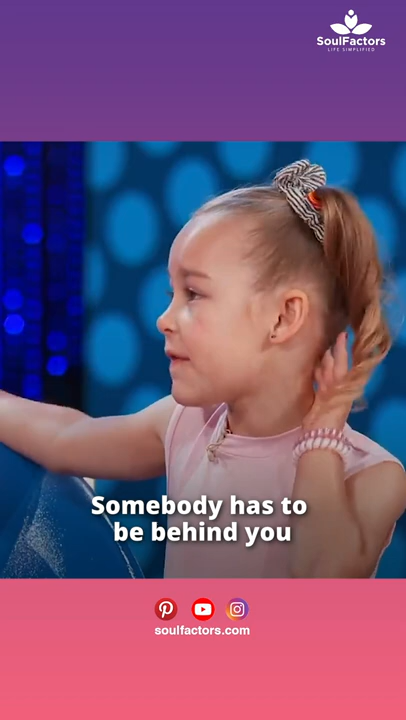 SoulFactors
LIFE SIMPLIFIED
Somebody has to
be behind you
soulfactors.com